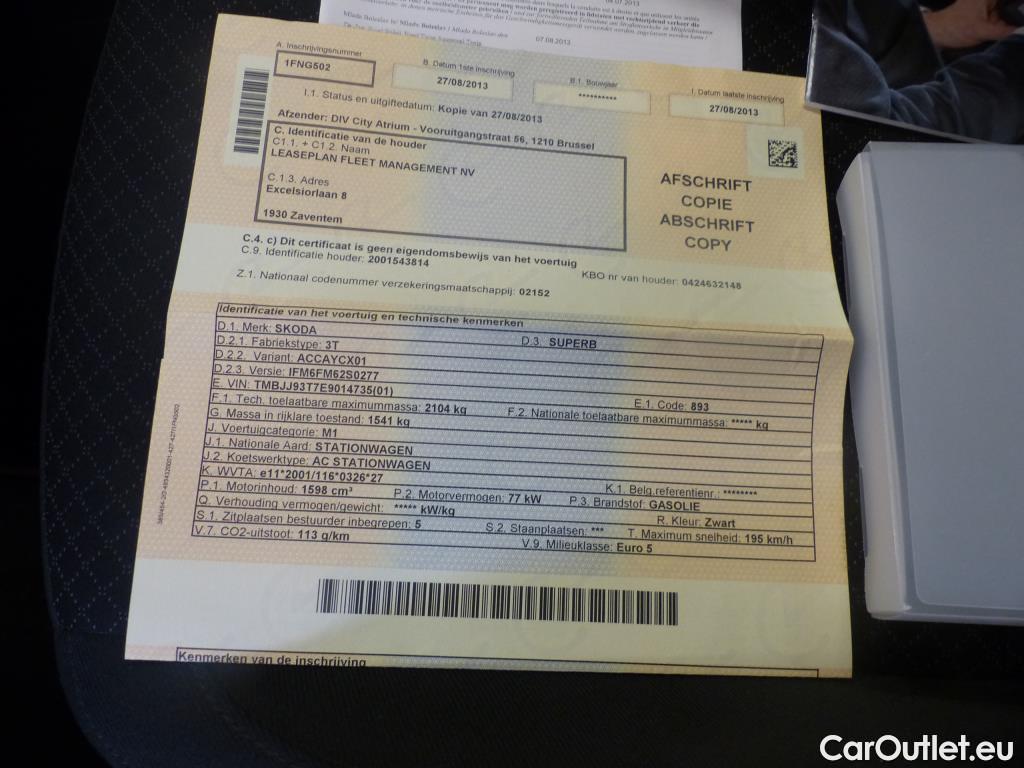 04.07.2013
07.08.2013
A. Inschrijvingsnummer
1FNG502
B. Datum 1ste inschrijving
27/08/2013
B.1. Bouwjaar
**********
I. Datum laatste inschrijving
27/08/2013
I.1. Status en uitgiftedatum: Kopie van 27/08/2013
Afzender: DIV City Atrium - Vooruitgangstraat 56, 1210 Brussel
C. Identificatie van de houder
C1.1. + C1.2. Naam
LEASEPLAN FLEET MANAGEMENT NV
C.1.3. Adres
Excelsiorlaan 8
1930 Zaventem
AFSCHRIFT
COPIE
ABSCHRIFT
COPY
C.4. c) Dit certificaat is geen eigendomsbewijs van het voertuig
C.9. Identificatie houder: 2001543814
KBO nr van houder: 0424632148
Z.1. Nationaal codenummer verzekeringsmaatschappij: 02152
Identificatie van het voertuig en technische kenmerken
D.1. Merk: SKODA
D.3. SUPERB
D.2.1. Fabriekstype: 3T
D.2.2. Variant: ACCAYCX01
D.2.3. Versie: IFM6FM62S0277
E. VIN: TMBJJ93T7E9014735(01)
E.1. Code: 893
F.1. Tech. toelaatbare maximummassa: 2104 kg
F.2. Nationale toelaatbare maximummassa: ***** kg
G. Massa in rijklare toestand: 1541 kg
J. Voertuigcategorie: M1
J.1. Nationale Aard: STATIONWAGEN
J.2. Koetswerktype: AC STATIONWAGEN
K. WVTA: e11*2001/116*0326*27
K.1. Belg.referentienr.: ********
P.1. Motorinhoud: 1598 cm³
P.2. Motorvermogen: 77 kW
P.3. Brandstof: GASOLIE
Q. Verhouding vermogen/gewicht: ***** kW/kg
R. Kleur: Zwart
S.1. Zitplaatsen bestuurder inbegrepen: 5
S.2. Staanplaatsen: ***
T. Maximum snelheid: 195 km/h
V.7. CO2-uitstoot: 113 g/km
V.9. Milieuklasse: Euro 5
Kenmerken van de inschrijving
CarOutlet.eu